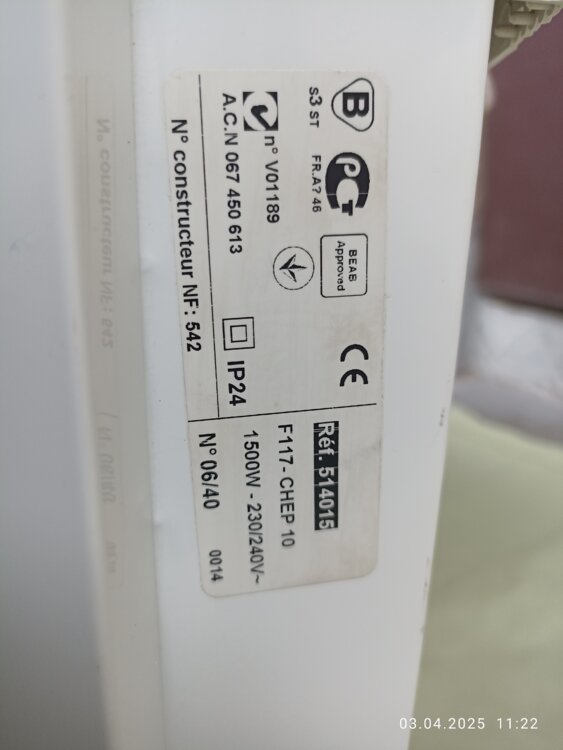 B
s3 ST
PCT
FR.A? 46
BEAB
Approved
CE
n° V01189
A.C.N 067 450 613
IP24
N° constructeur NF: 542
Réf. 514015
F117 - CHEP 10
1500W - 230/240V~
N° 06/40
0014
03.04.2025 11:22